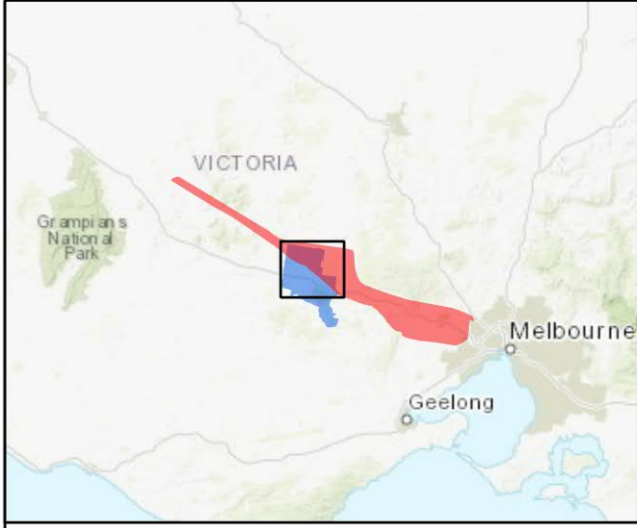 VICTORIA
Grampians
National
Park
Melbourne
Geelong